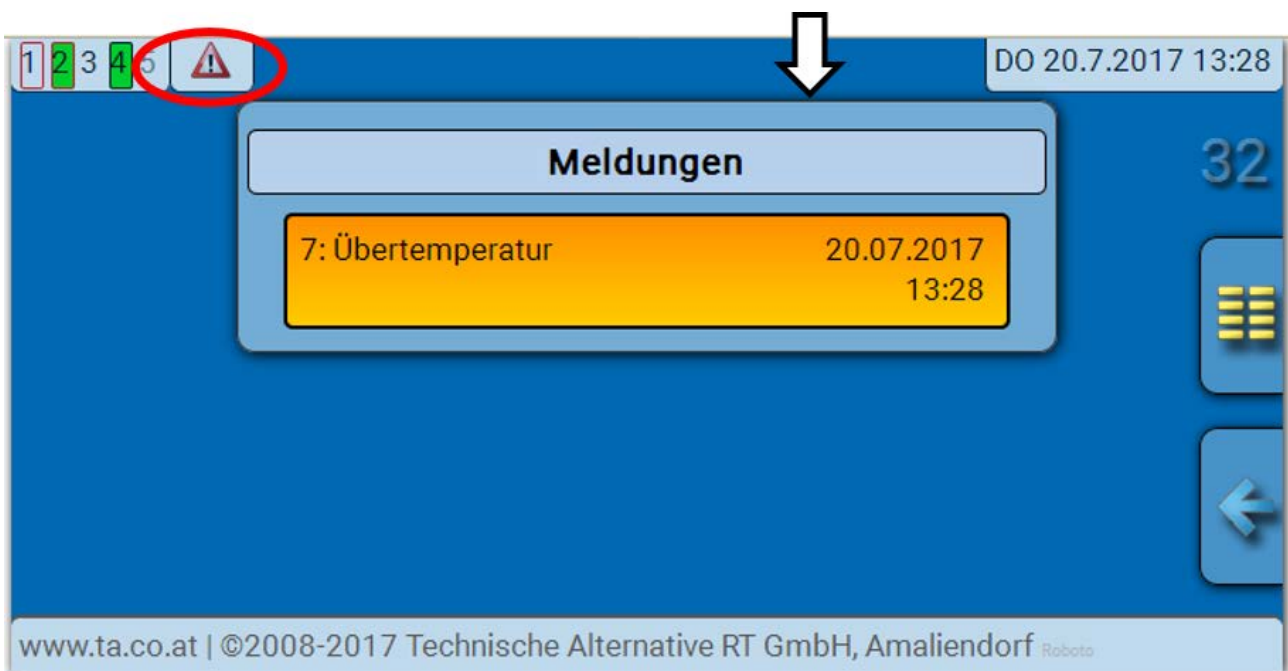 1 2 3 4 5
DO 20.7.2017 13:28
Meldungen
32
7: Übertemperatur 20.07.2017
13:28
www.ta.co.at | ©2008-2017 Technische Alternative RT GmbH, Amaliendorf Roboto